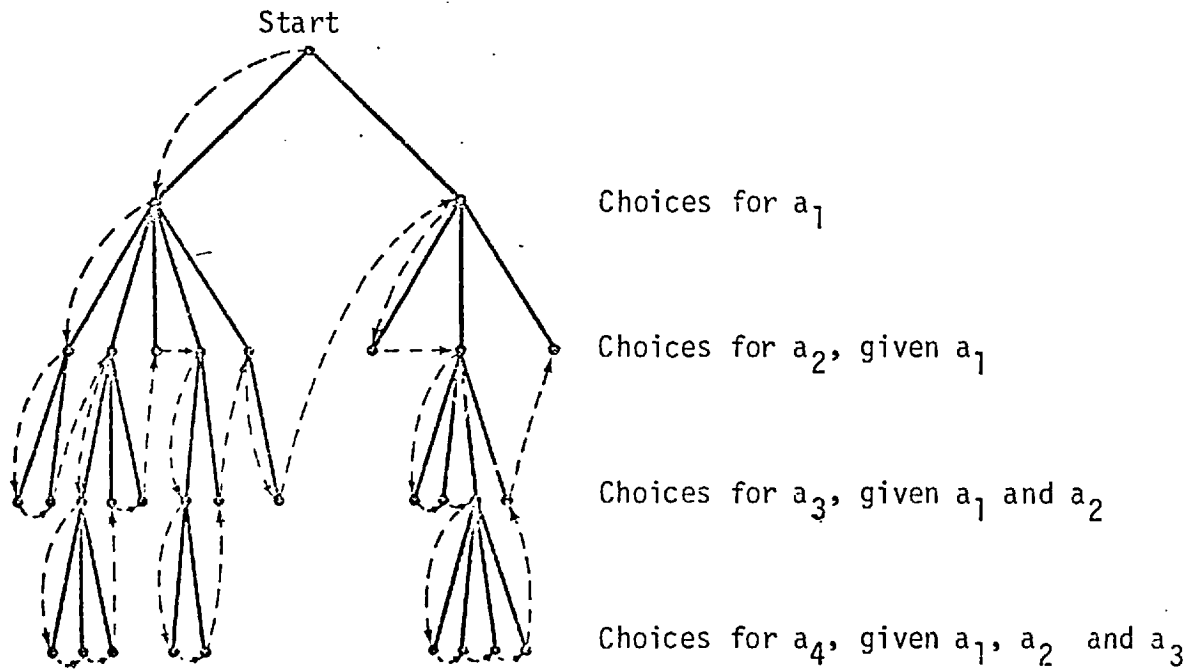 Start
Choices for a₁
Choices for a₂, given a₁
Choices for a₃, given a₁ and a₂
Choices for a₄, given a₁, a₂ and a₃